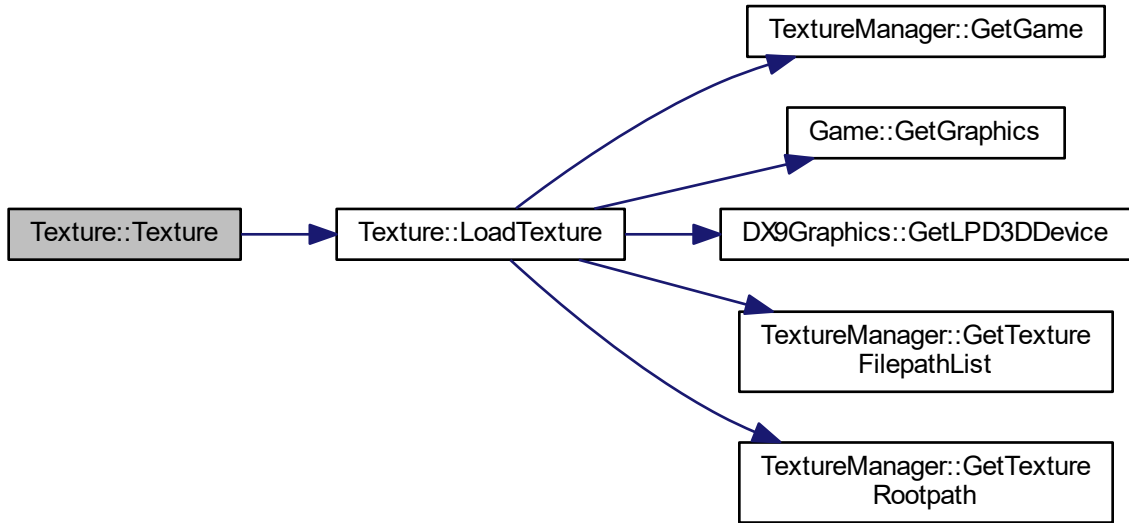 TextureManager::GetGame
Game::GetGraphics
Texture::Texture
Texture::LoadTexture
DX9Graphics::GetLPD3DDevice
TextureManager::GetTexture
FilepathList
TextureManager::GetTexture
Rootpath